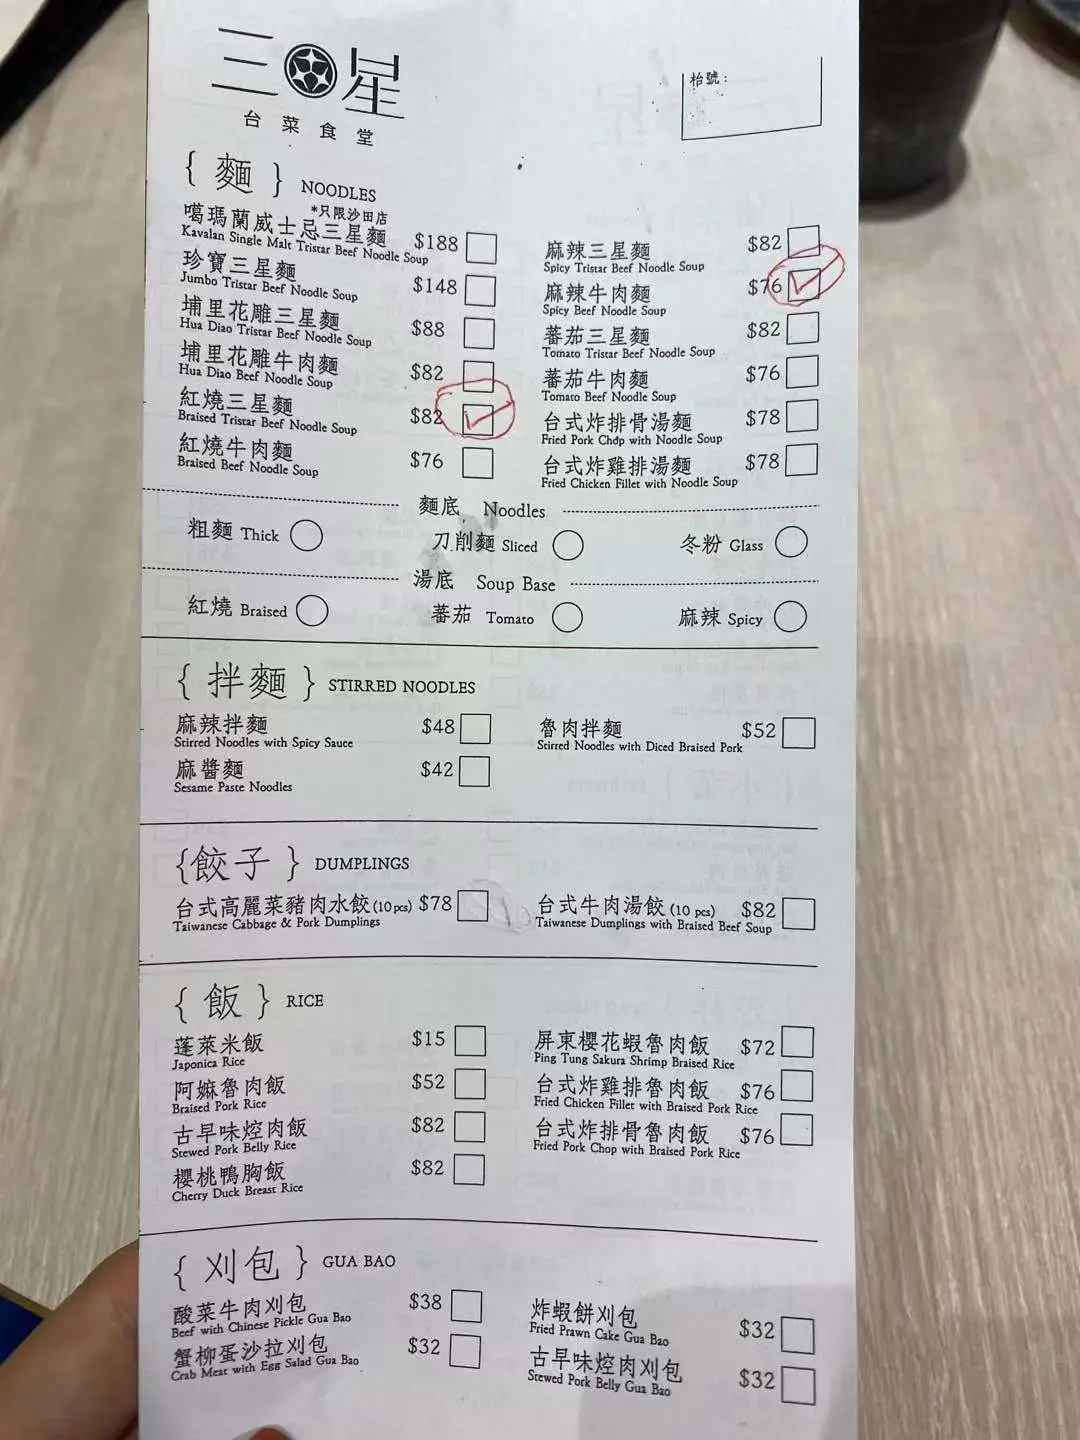 三星
台菜食堂
枱號：
{ 麵 } NOODLES
*只限沙田店
噶瑪蘭威士忌三星麵 $188
Kavalan Single Malt Tristar Beef Noodle Soup
珍寶三星麵 $148
Jumbo Tristar Beef Noodle Soup
埔里花雕三星麵 $88
Hua Diao Tristar Beef Noodle Soup
埔里花雕牛肉麵 $82
Hua Diao Beef Noodle Soup
紅燒三星麵 $82
Braised Tristar Beef Noodle Soup
紅燒牛肉麵 $76
Braised Beef Noodle Soup
麻辣三星麵 $82
Spicy Tristar Beef Noodle Soup
麻辣牛肉麵 $76
Spicy Beef Noodle Soup
蕃茄三星麵 $82
Tomato Tristar Beef Noodle Soup
蕃茄牛肉麵 $76
Tomato Beef Noodle Soup
台式炸排骨湯麵 $78
Fried Pork Chop with Noodle Soup
台式炸雞排湯麵 $78
Fried Chicken Fillet with Noodle Soup
麵底 Noodles
粗麵 Thick 刀削麵 Sliced 冬粉 Glass
湯底 Soup Base
紅燒 Braised 蕃茄 Tomato 麻辣 Spicy
{ 拌麵 } STIRRED NOODLES
麻辣拌麵 $48
Stirred Noodles with Spicy Sauce
麻醬麵 $42
Sesame Paste Noodles
魯肉拌麵 $52
Stirred Noodles with Diced Braised Pork
{餃子} DUMPLINGS
台式高麗菜豬肉水餃(10 pcs) $78
Taiwanese Cabbage & Pork Dumplings
台式牛肉湯餃(10 pcs) $82
Taiwanese Dumplings with Braised Beef Soup
{ 飯 } RICE
蓬萊米飯 $15
Japonica Rice
阿嫲魯肉飯 $52
Braised Pork Rice
古早味焢肉飯 $82
Stewed Pork Belly Rice
櫻桃鴨胸飯 $82
Cherry Duck Breast Rice
屏東櫻花蝦魯肉飯 $72
Ping Tung Sakura Shrimp Braised Rice
台式炸雞排魯肉飯 $76
Fried Chicken Fillet with Braised Pork Rice
台式炸排骨魯肉飯 $76
Fried Pork Chop with Braised Pork Rice
{ 刈包 } GUA BAO
酸菜牛肉刈包 $38
Beef with Chinese Pickle Gua Bao
蟹柳蛋沙拉刈包 $32
Crab Meat with Egg Salad Gua Bao
炸蝦餅刈包 $32
Fried Prawn Cake Gua Bao
古早味焢肉刈包 $32
Stewed Pork Belly Gua Bao